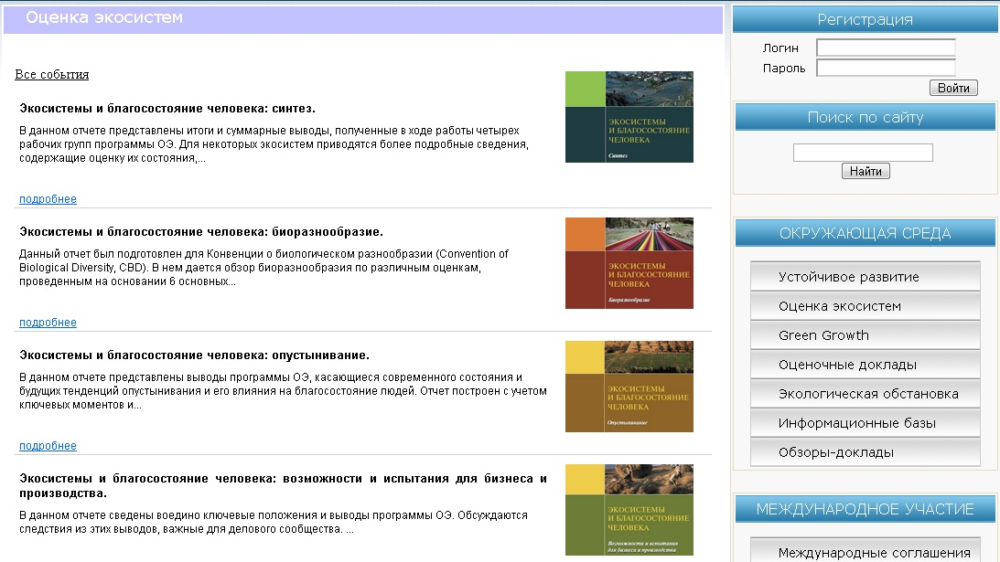 Оценка экосистем
Все события
Экосистемы и благосостояние человека: синтез.
В данном отчете представлены итоги и суммарные выводы, полученные в ходе работы четырех
рабочих групп программы ОЭ. Для некоторых экосистем приводятся более подробные сведения,
содержащие оценку их состояния,...
ЭКОСИСТЕМЫ
И БЛАГОСОСТОЯНИЕ
ЧЕЛОВЕКА
Синтез
подробнее
Экосистемы и благосостояние человека: биоразнообразие.
Данный отчет был подготовлен для Конвенции о биологическом разнообразии (Convention of
Biological Diversity, CBD). В нем дается обзор биоразнообразия по различным оценкам,
проведенным на основании 6 основных...
ЭКОСИСТЕМЫ
И БЛАГОСОСТОЯНИЕ
ЧЕЛОВЕКА
Биоразнообразие
подробнее
Экосистемы и благосостояние человека: опустынивание.
В данном отчете представлены выводы программы ОЭ, касающиеся современного состояния и
будущих тенденций опустынивания и его влияния на благосостояние людей. Отчет построен с учетом
ключевых моментов и...
ЭКОСИСТЕМЫ
И БЛАГОСОСТОЯНИЕ
ЧЕЛОВЕКА
Опустынивание
подробнее
Экосистемы и благосостояние человека: возможности и испытания для бизнеса и
производства.
В данном отчете сведены воедино ключевые положения и выводы программы ОЭ. Обсуждаются
следствия из этих выводов, важные для делового сообщества. ...
ЭКОСИСТЕМЫ
И БЛАГОСОСТОЯНИЕ
ЧЕЛОВЕКА
Возможности и испытания
для бизнеса и производства
Регистрация
Логин
Пароль
Войти
Поиск по сайту
Найти
ОКРУЖАЮЩАЯ СРЕДА
Устойчивое развитие
Оценка экосистем
Green Growth
Оценочные доклады
Экологическая обстановка
Информационные базы
Обзоры-доклады
МЕЖДУНАРОДНОЕ УЧАСТИЕ
Международные соглашения